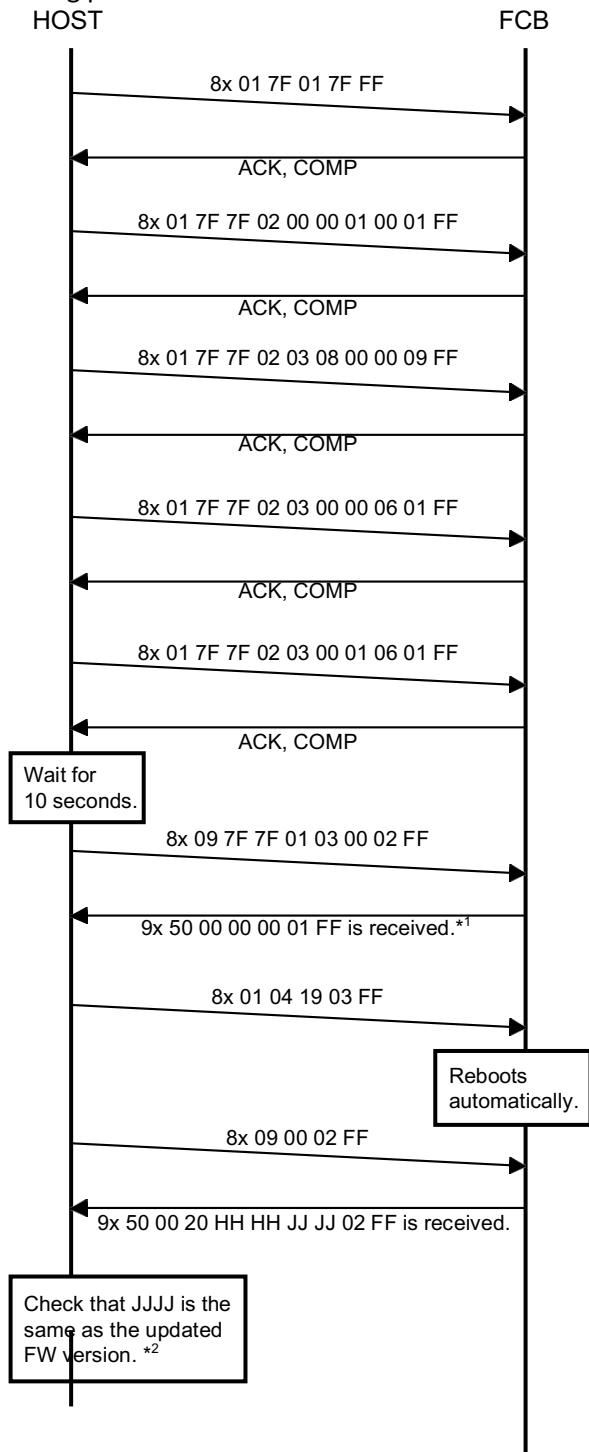 HOST FCB
8x 01 7F 01 7F FF
ACK, COMP
8x 01 7F 7F 02 00 00 01 00 01 FF
ACK, COMP
8x 01 7F 7F 02 03 08 00 00 09 FF
ACK, COMP
8x 01 7F 7F 02 03 00 00 06 01 FF
ACK, COMP
8x 01 7F 7F 02 03 00 01 06 01 FF
ACK, COMP
Wait for
10 seconds.
8x 09 7F 7F 01 03 00 02 FF
9x 50 00 00 00 01 FF is received.*1
8x 01 04 19 03 FF
Reboots
automatically.
8x 09 00 02 FF
9x 50 00 20 HH HH JJ JJ 02 FF is received.
Check that JJJJ is the
same as the updated
FW version. *2